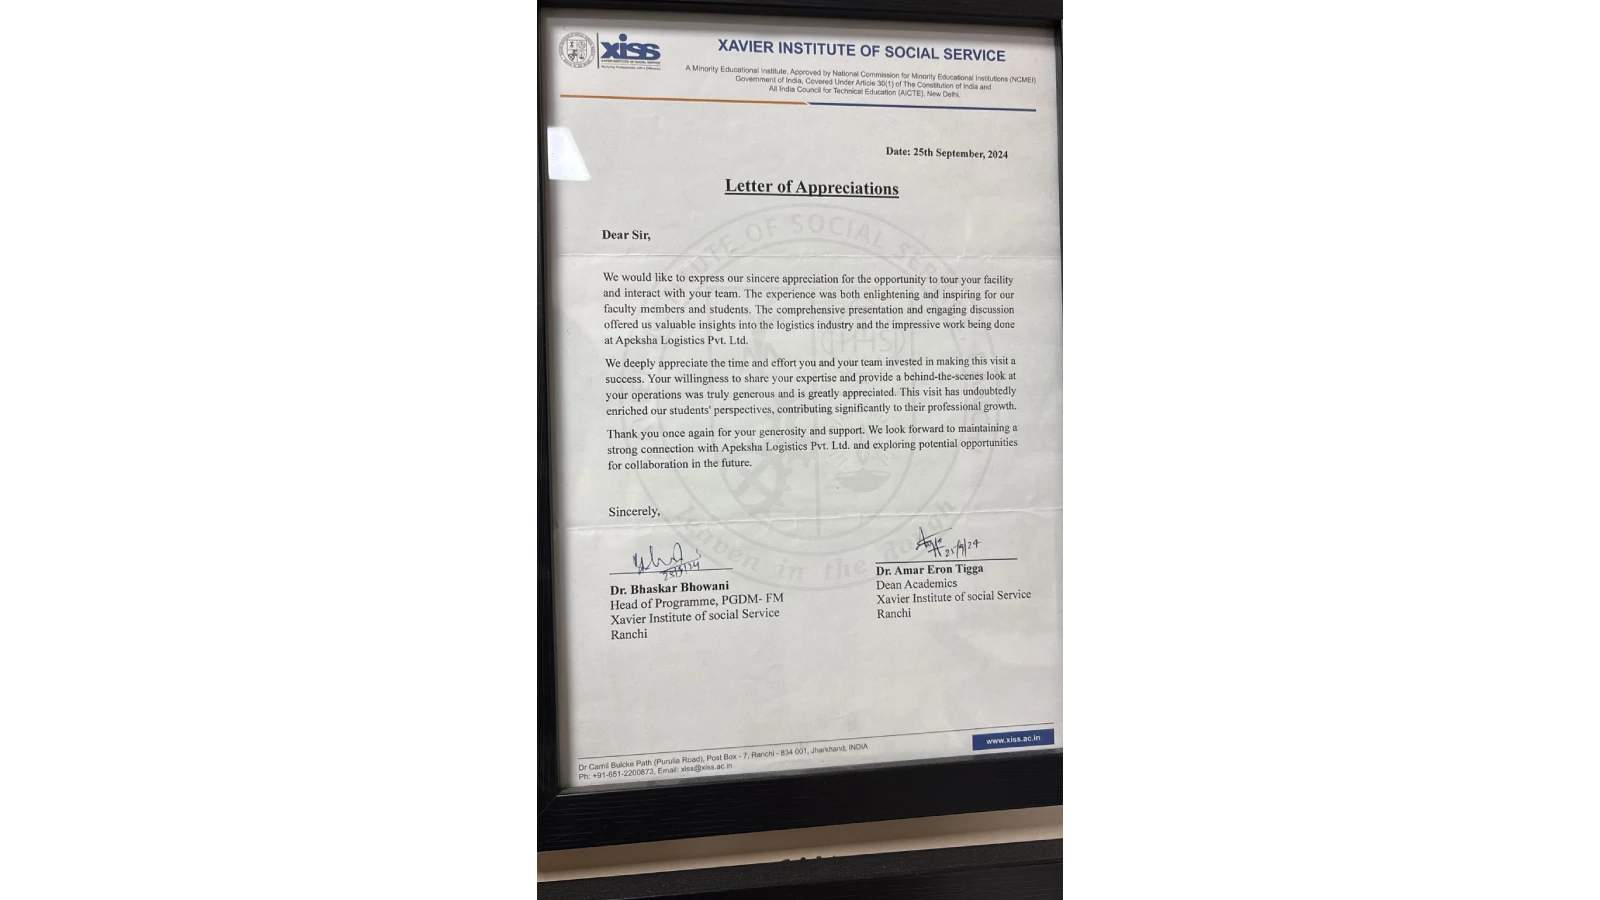 xiss
XAVIER INSTITUTE OF SOCIAL SERVICE
XAVIER INSTITUTE OF SOCIAL SERVICE
A Minority Educational Institute, Approved by National Commission for Minority Educational Institutions (NCMEI)
Government of India, Covered Under Article 30(1) of The Constitution of India and
All India Council for Technical Education (AICTE), New Delhi.
Date: 25th September, 2024
Letter of Appreciations
Dear Sir,
We would like to express our sincere appreciation for the opportunity to tour your facility
and interact with your team. The experience was both enlightening and inspiring for our
faculty members and students. The comprehensive presentation and engaging discussion
offered us valuable insights into the logistics industry and the impressive work being done
at Apeksha Logistics Pvt. Ltd.
We deeply appreciate the time and effort you and your team invested in making this visit a
success. Your willingness to share your expertise and provide a behind-the-scenes look at
your operations was truly generous and is greatly appreciated. This visit has undoubtedly
enriched our students' perspectives, contributing significantly to their professional growth.
Thank you once again for your generosity and support. We look forward to maintaining a
strong connection with Apeksha Logistics Pvt. Ltd. and exploring potential opportunities
for collaboration in the future.
Sincerely,
25/9/24
Dr. Bhaskar Bhowani
Head of Programme, PGDM- FM
Xavier Institute of social Service
Ranchi
25/9/24
Dr. Amar Eron Tigga
Dean Academics
Xavier Institute of social Service
Ranchi
Dr Camil Bulcke Path (Purulia Road), Post Box - 7, Ranchi - 834 001, Jharkhand, INDIA
Ph: +91-651-2200873, Email: xiss@xiss.ac.in
www.xiss.ac.in